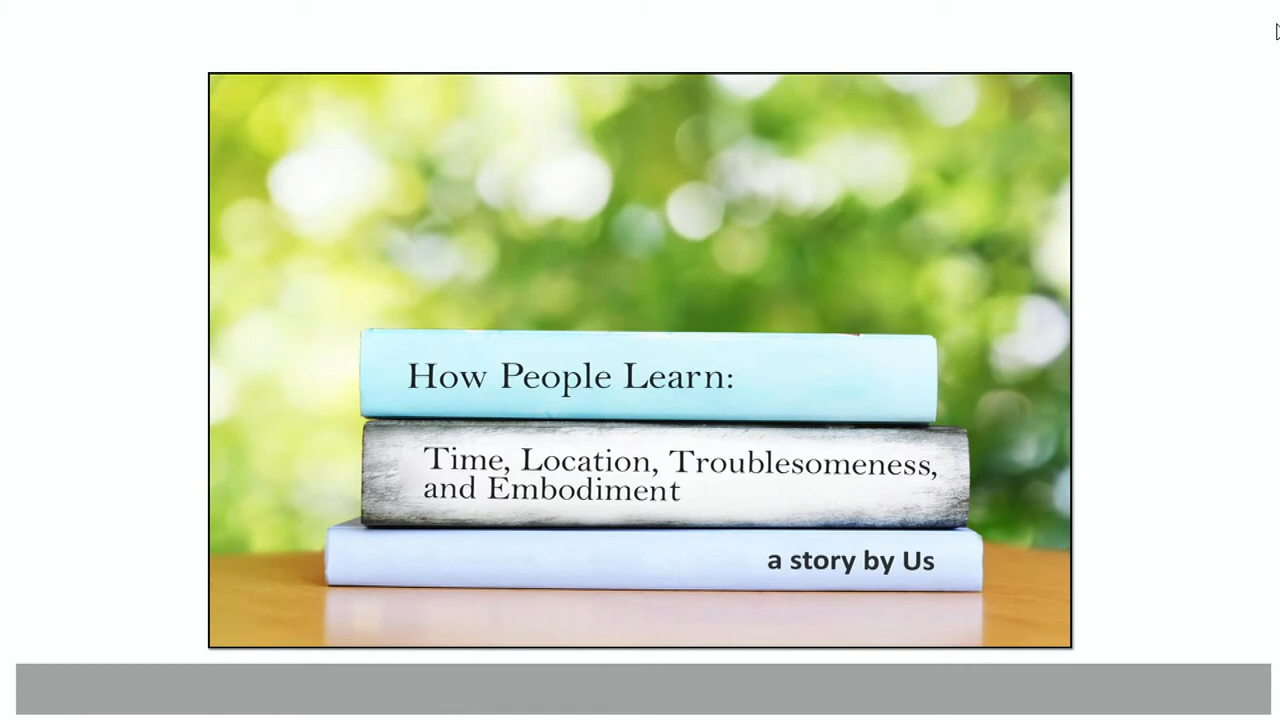 How People Learn:
Time, Location, Troublesomeness,
and Embodiment
a story by Us